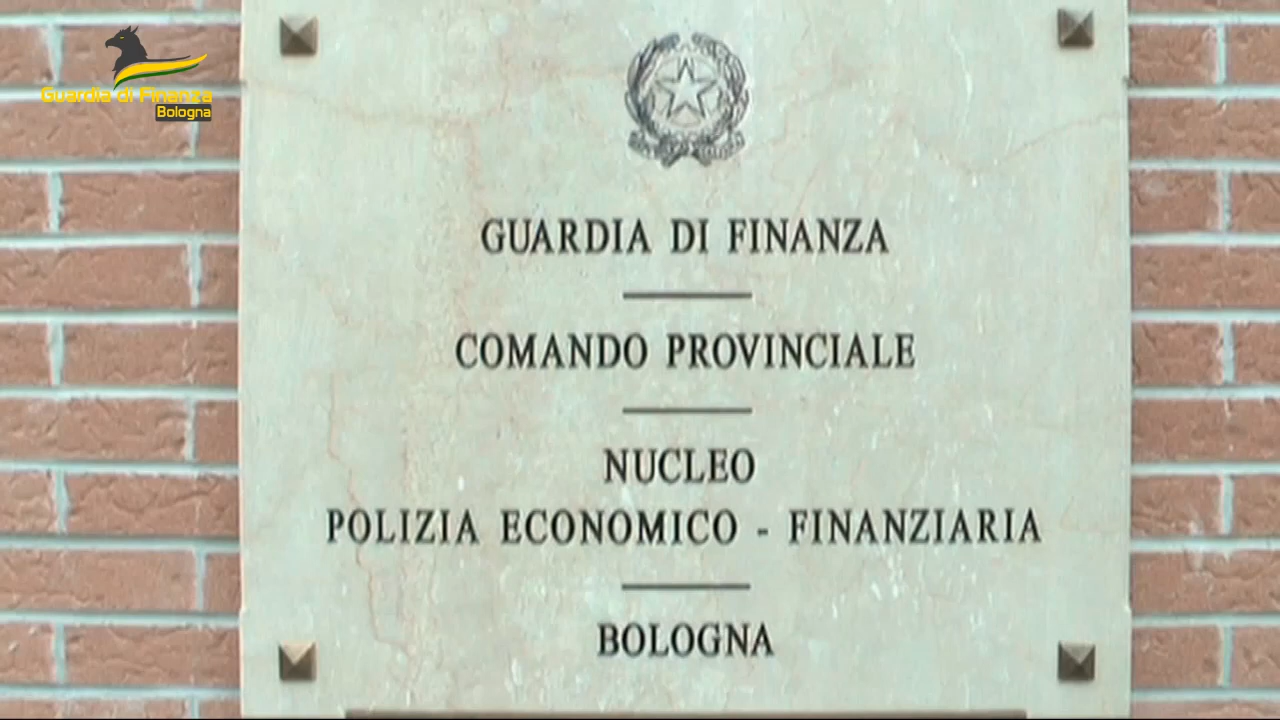 Guardia di Finanza
Bologna
GUARDIA DI FINANZA
COMANDO PROVINCIALE
NUCLEO
POLIZIA ECONOMICO - FINANZIARIA
BOLOGNA